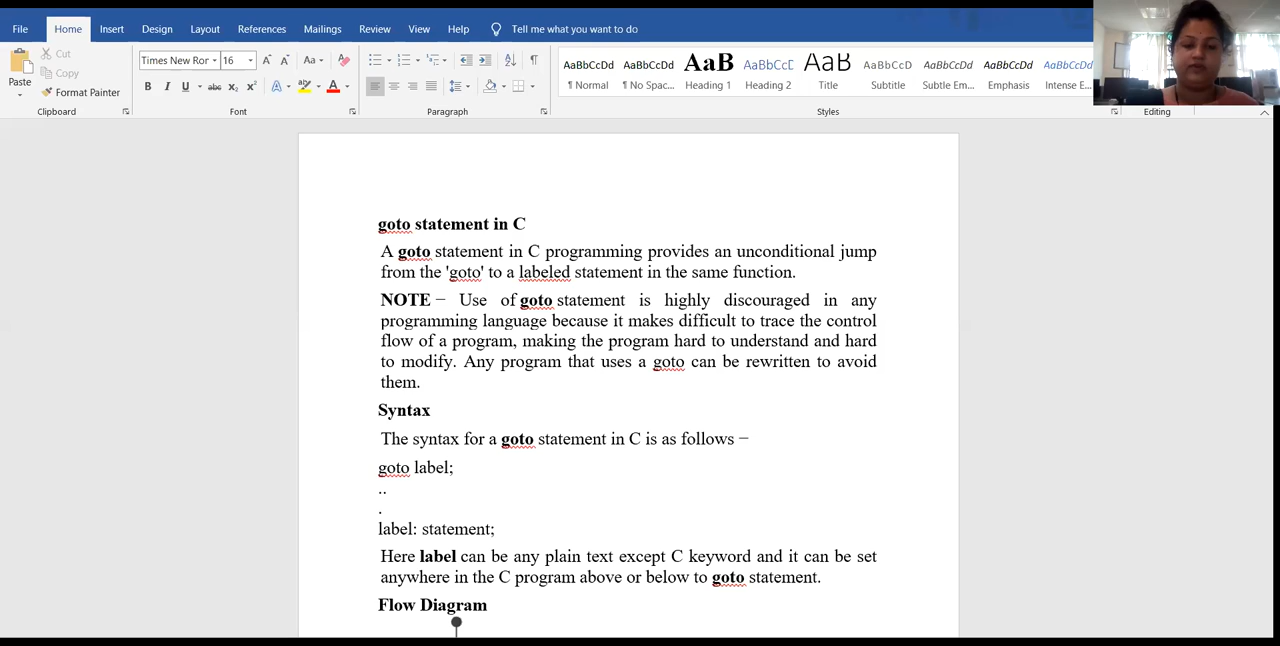 File Home Insert Design Layout References Mailings Review View Help Tell me what you want to do
Cut
Times New Ror 16 Aa
AaBbCcDd AaBbCcDd AaB AaBbCcD AaB AaBbCcD AaBbCcDd AaBbCcDd AaBbCcDd
Copy
Paste
Format Painter
B I U abc x₂ x² A A
¶ Normal ¶ No Spac... Heading 1 Heading 2 Title Subtitle Subtle Em... Emphasis Intense E...
Clipboard Font Paragraph Styles Editing
goto statement in C
A goto statement in C programming provides an unconditional jump
from the 'goto' to a labeled statement in the same function.
NOTE − Use of goto statement is highly discouraged in any
programming language because it makes difficult to trace the control
flow of a program, making the program hard to understand and hard
to modify. Any program that uses a goto can be rewritten to avoid
them.
Syntax
The syntax for a goto statement in C is as follows −
goto label;
..
.
label: statement;
Here label can be any plain text except C keyword and it can be set
anywhere in the C program above or below to goto statement.
Flow Diagram